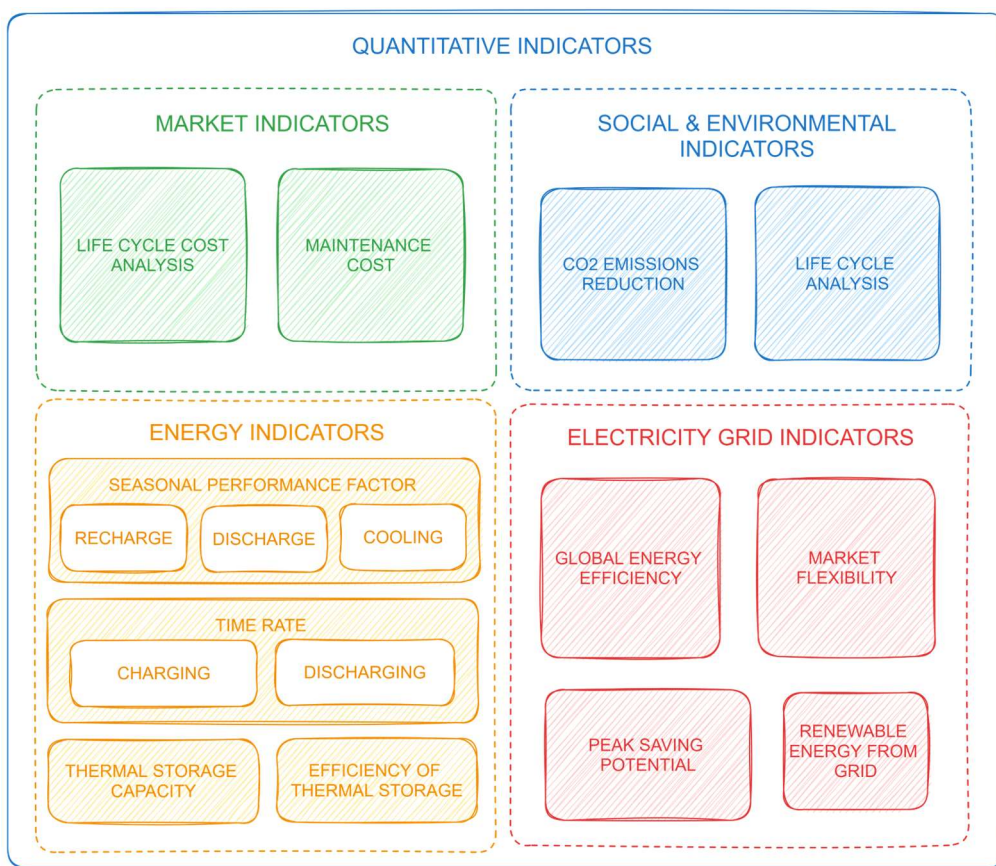 QUANTITATIVE INDICATORS
MARKET INDICATORS
LIFE CYCLE COST
ANALYSIS
MAINTENANCE
COST
SOCIAL & ENVIRONMENTAL
INDICATORS
CO2 EMISSIONS
REDUCTION
LIFE CYCLE
ANALYSIS
ENERGY INDICATORS
SEASONAL PERFORMANCE FACTOR
RECHARGE
DISCHARGE
COOLING
TIME RATE
CHARGING
DISCHARGING
THERMAL STORAGE
CAPACITY
EFFICIENCY OF
THERMAL STORAGE
ELECTRICITY GRID INDICATORS
GLOBAL ENERGY
EFFICIENCY
MARKET
FLEXIBILITY
PEAK SAVING
POTENTIAL
RENEWABLE
ENERGY FROM
GRID